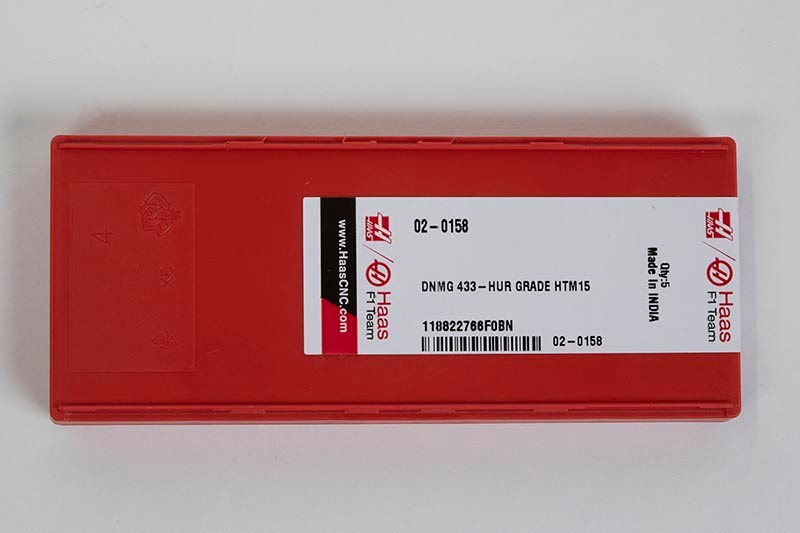 www.HaasCNC.com
HAAS
Haas
F1 Team
02-0158
DNMG 433-HUR GRADE HTM15
118822766F0BN
02-0158
Qty:5
Made in INDIA
HAAS
Haas
F1 Team
4